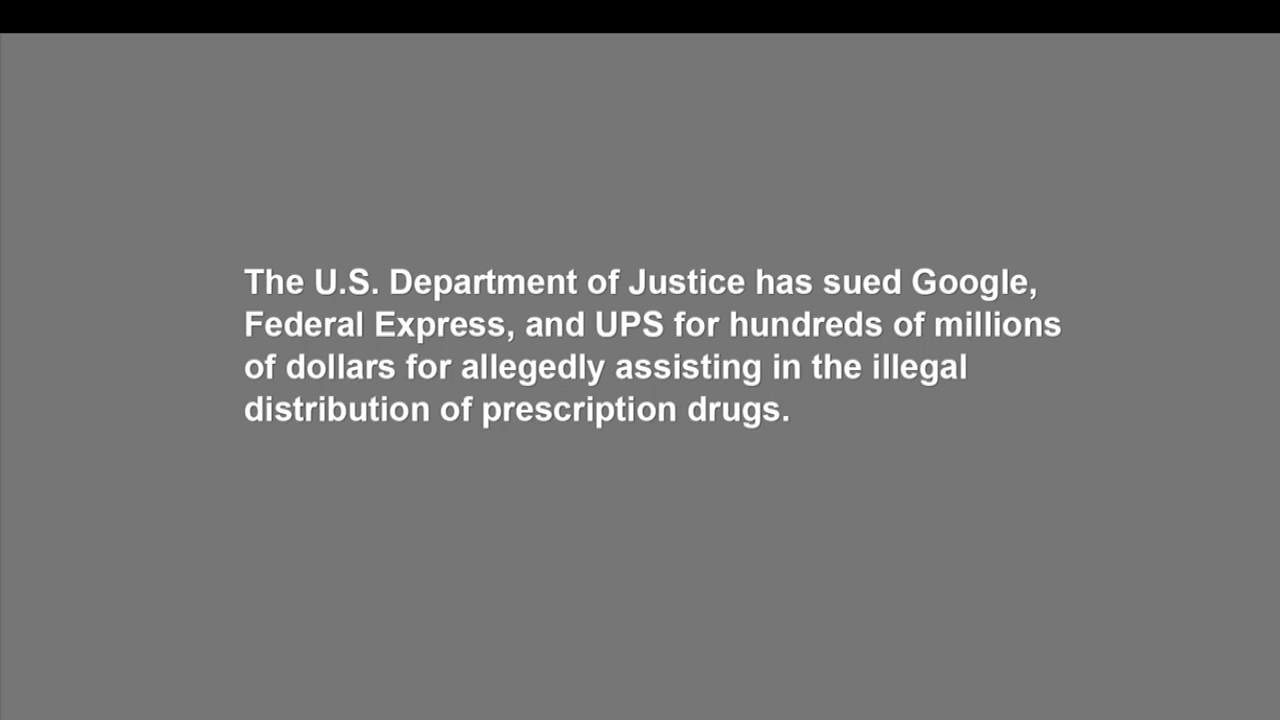 The U.S. Department of Justice has sued Google,
Federal Express, and UPS for hundreds of millions
of dollars for allegedly assisting in the illegal
distribution of prescription drugs.